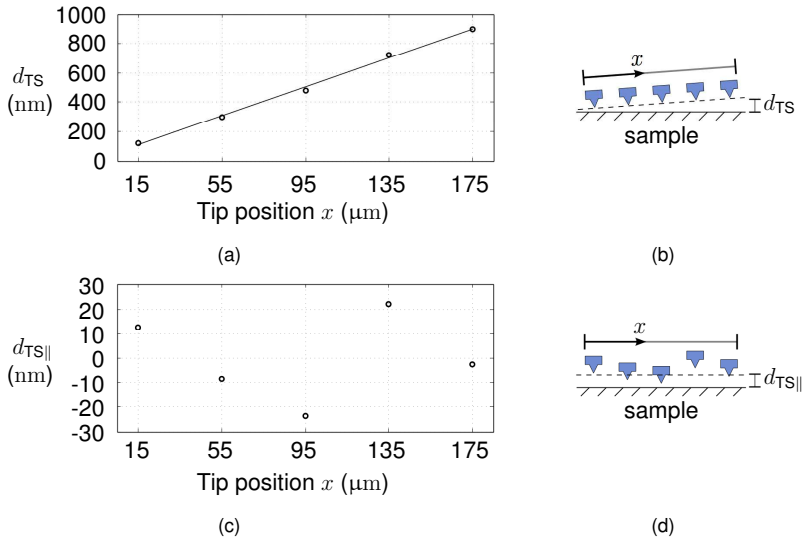 1000
800
600
400
200
0
d_TS
(nm)
15 55 95 135 175
Tip position x (μm)
(a)
x
d_TS
sample
(b)
30
20
10
0
-10
-20
-30
d_TS∥
(nm)
15 55 95 135 175
Tip position x (μm)
(c)
x
d_TS∥
sample
(d)